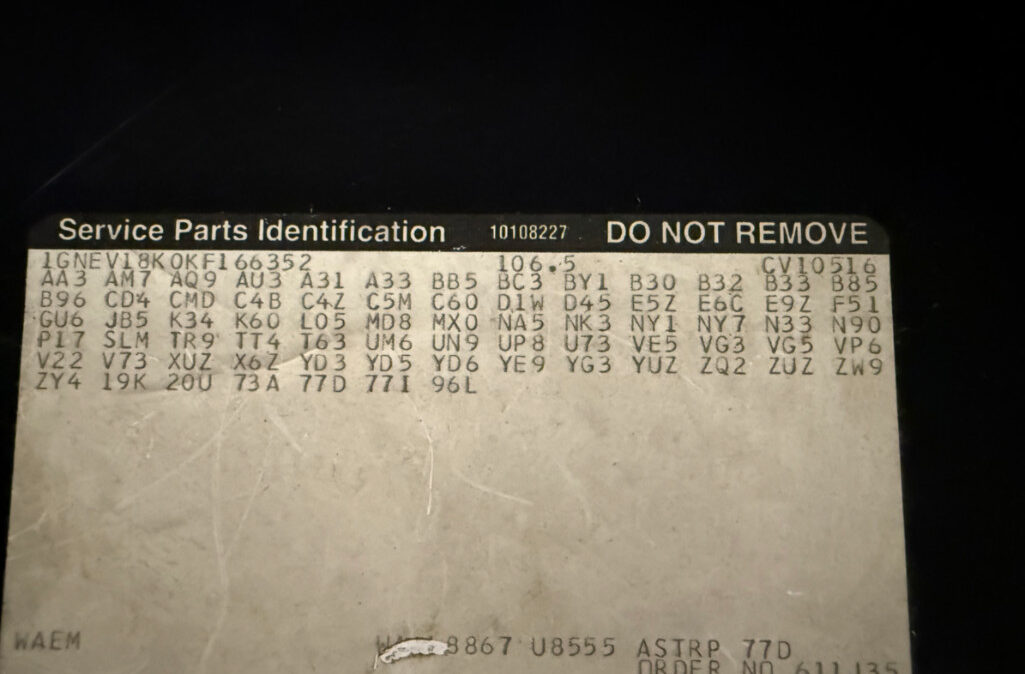 Service Parts Identification 10108227 DO NOT REMOVE
1GNEV18K0KF166352 106.5 CV10516
AA3 AM7 AQ9 AU3 A31 A33 BB5 BC3 BY1 B30 B32 B33 B85
B96 CD4 CMD C4B C4Z C5M C60 D1W D45 E5Z E6C E9Z F51
GU6 JB5 K34 K60 L05 MD8 MX0 NA5 NK3 NY1 NY7 N33 N90
P17 SLM TR9 TT4 T63 UM6 UN9 UP8 U73 VE5 VG3 VG5 VP6
V22 V73 XUZ X6Z YD3 YD5 YD6 YE9 YG3 YUZ ZQ2 ZUZ ZW9
ZY4 19K 20U 73A 77D 77I 96L
WAEM 8867 U8555 ASTRP 77D
ORDER NO